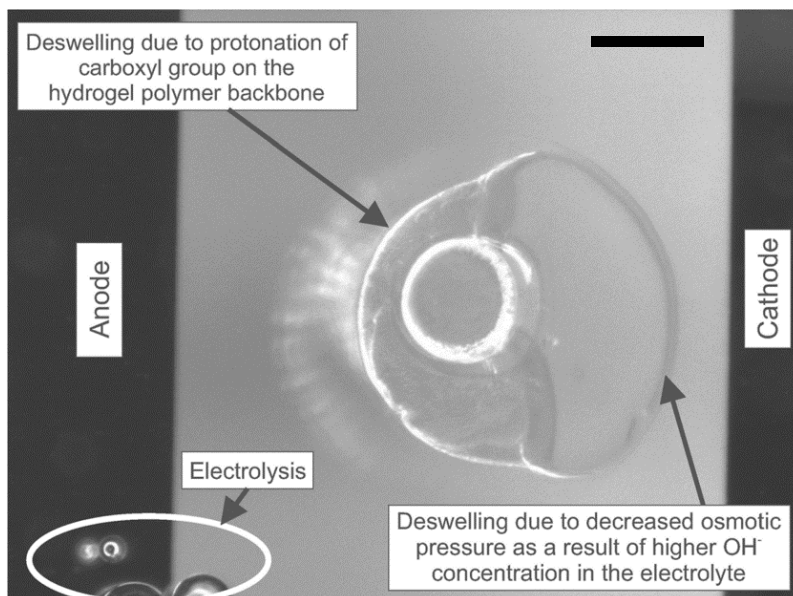 Deswelling due to protonation of
carboxyl group on the
hydrogel polymer backbone
Anode
Cathode
Electrolysis
Deswelling due to decreased osmotic
pressure as a result of higher OH⁻
concentration in the electrolyte